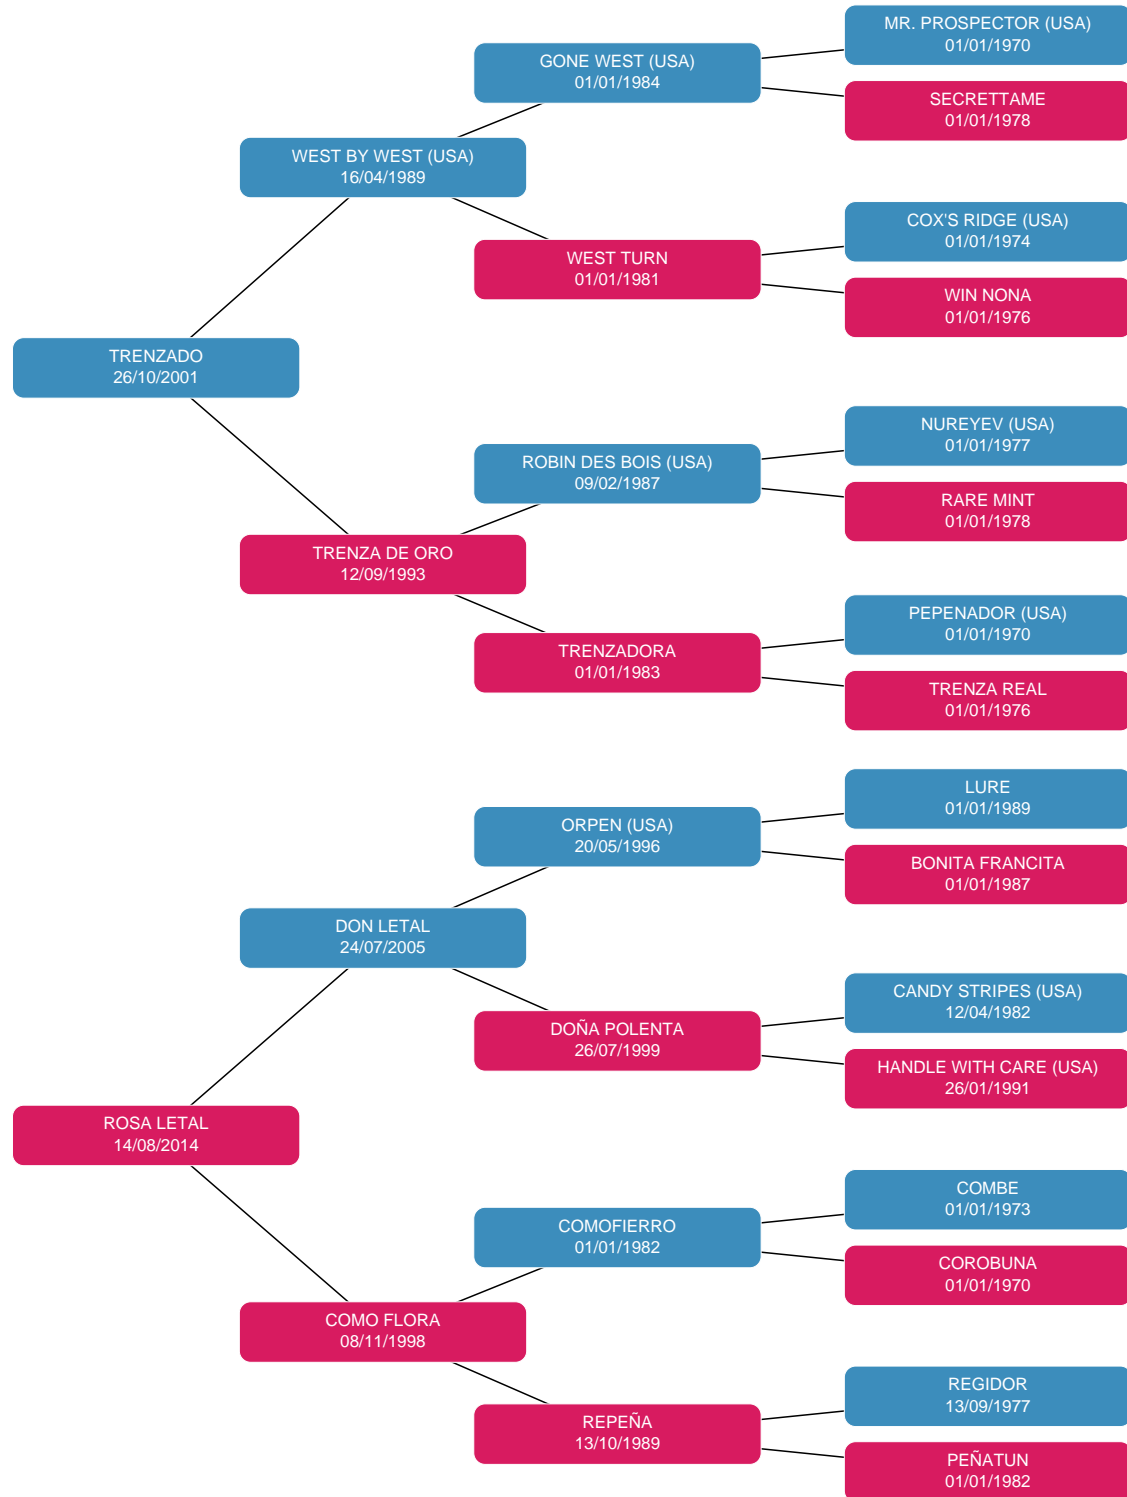 MR. PROSPECTOR (USA)
01/01/1970
GONE WEST (USA)
01/01/1984
SECRETTAME
01/01/1978
WEST BY WEST (USA)
16/04/1989
COX'S RIDGE (USA)
01/01/1974
WEST TURN
01/01/1981
WIN NONA
01/01/1976
TRENZADO
26/10/2001
NUREYEV (USA)
01/01/1977
ROBIN DES BOIS (USA)
09/02/1987
RARE MINT
01/01/1978
TRENZA DE ORO
12/09/1993
PEPENADOR (USA)
01/01/1970
TRENZADORA
01/01/1983
TRENZA REAL
01/01/1976
LURE
01/01/1989
ORPEN (USA)
20/05/1996
BONITA FRANCITA
01/01/1987
DON LETAL
24/07/2005
CANDY STRIPES (USA)
12/04/1982
DOÑA POLENTA
26/07/1999
HANDLE WITH CARE (USA)
26/01/1991
ROSA LETAL
14/08/2014
COMBE
01/01/1973
COMOFIERRO
01/01/1982
COROBUNA
01/01/1970
COMO FLORA
08/11/1998
REGIDOR
13/09/1977
REPEÑA
13/10/1989
PEÑATUN
01/01/1982